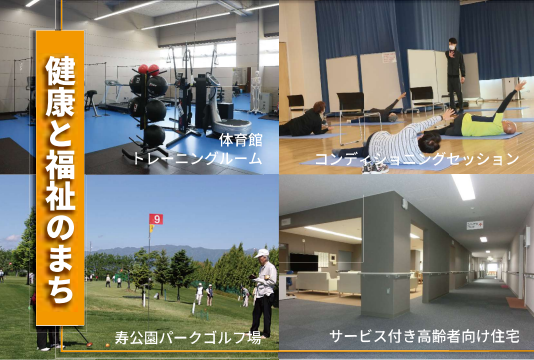 健康と福祉のまち
体育館
トレーニングルーム
コンディショニングセッション
9
寿公園パークゴルフ場
サービス付き高齢者向け住宅